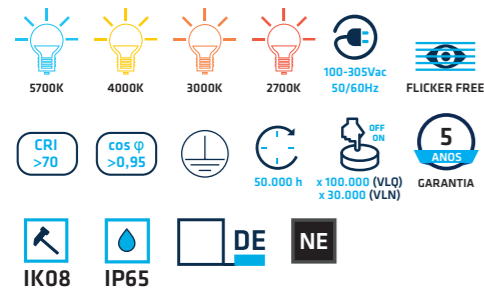 5700K
4000K
3000K
2700K
100-305Vac
50/60Hz
FLICKER FREE
CRI
>70
cos φ
>0,95
50.000 h
OFF
ON
x 100.000 (VLQ)
x 30.000 (VLN)
5
ANOS
GARANTIA
IK08
IP65
DE
NE